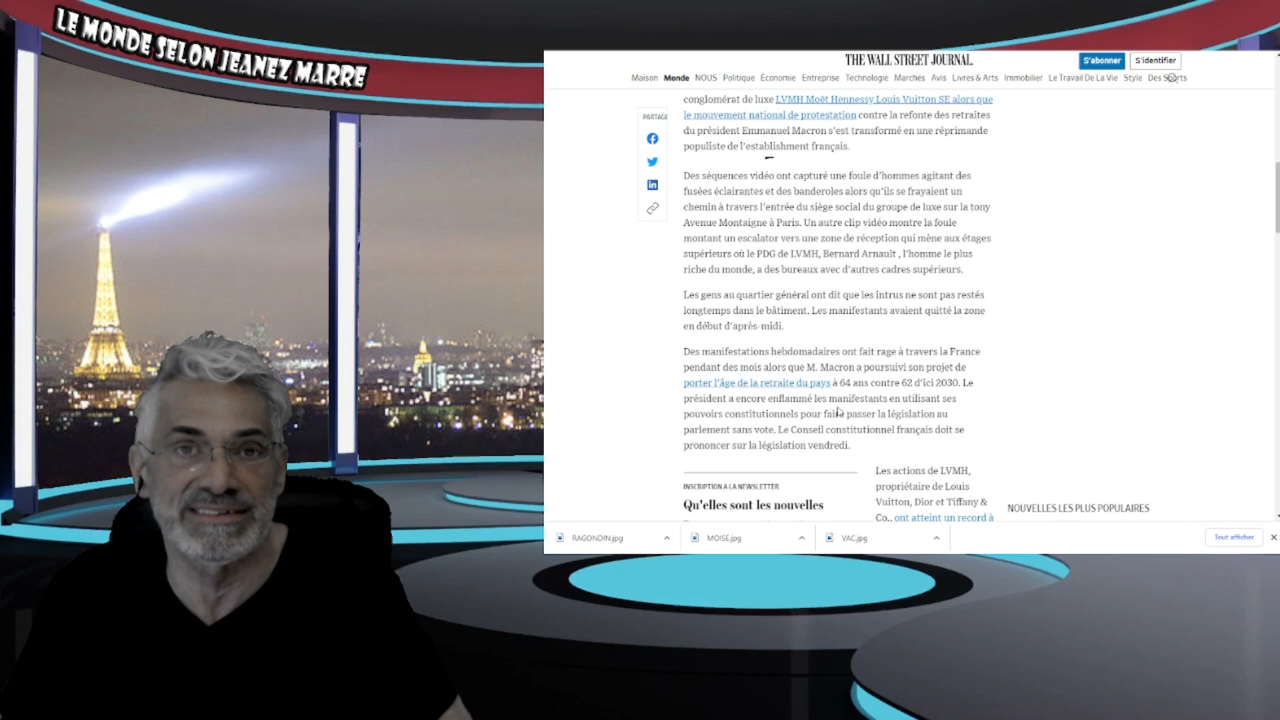 LE MONDE SELON JEANEZ MARRE
THE WALL STREET JOURNAL.
S'abonner
S'identifier
Maison Monde NOUS Politique Économie Entreprise Technologie Marchés Avis Livres & Arts Immobilier Le Travail De La Vie Style Des Sports
PARTAGE
conglomérat de luxe LVMH Moët Hennessy Louis Vuitton SE alors que
le mouvement national de protestation contre la refonte des retraites
du président Emmanuel Macron s'est transformé en une réprimande
populiste de l'establishment français.
Des séquences vidéo ont capturé une foule d'hommes agitant des
fusées éclairantes et des banderoles alors qu'ils se frayaient un
chemin à travers l'entrée du siège social du groupe de luxe sur la tony
Avenue Montaigne à Paris. Un autre clip vidéo montre la foule
montant un escalator vers une zone de réception qui mène aux étages
supérieurs où le PDG de LVMH, Bernard Arnault , l'homme le plus
riche du monde, a des bureaux avec d'autres cadres supérieurs.
Les gens au quartier général ont dit que les intrus ne sont pas restés
longtemps dans le bâtiment. Les manifestants avaient quitté la zone
en début d'après-midi.
Des manifestations hebdomadaires ont fait rage à travers la France
pendant des mois alors que M. Macron a poursuivi son projet de
porter l'âge de la retraite du pays à 64 ans contre 62 d'ici 2030. Le
président a encore enflammé les manifestants en utilisant ses
pouvoirs constitutionnels pour faire passer la législation au
parlement sans vote. Le Conseil constitutionnel français doit se
prononcer sur la législation vendredi.
INSCRIPTION À LA NEWSLETTER
Qu'elles sont les nouvelles
Les actions de LVMH,
propriétaire de Louis
Vuitton, Dior et Tiffany &
Co., ont atteint un record à
NOUVELLES LES PLUS POPULAIRES
RAGONDIN.jpg
MOISE.jpg
VAC.jpg
Tout afficher